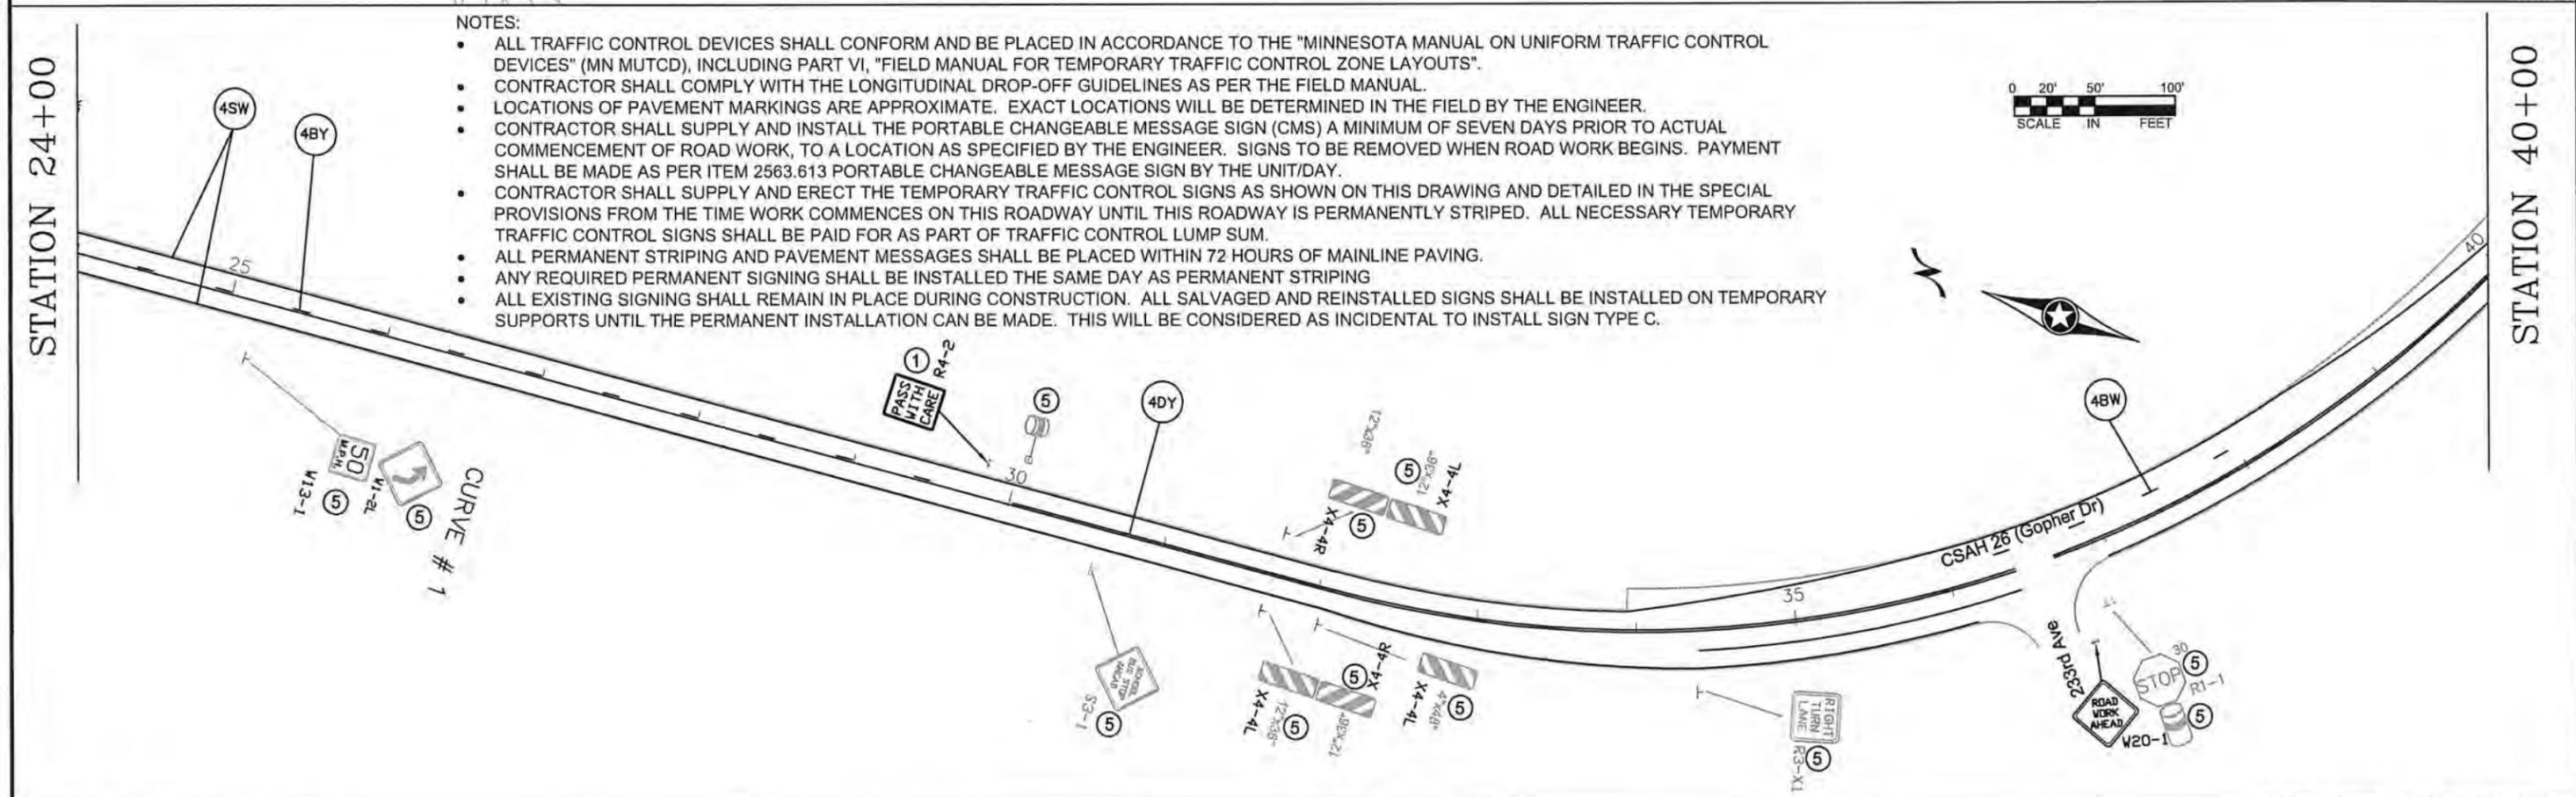 NOTES:
• ALL TRAFFIC CONTROL DEVICES SHALL CONFORM AND BE PLACED IN ACCORDANCE TO THE "MINNESOTA MANUAL ON UNIFORM TRAFFIC CONTROL
DEVICES" (MN MUTCD), INCLUDING PART VI, "FIELD MANUAL FOR TEMPORARY TRAFFIC CONTROL ZONE LAYOUTS".
• CONTRACTOR SHALL COMPLY WITH THE LONGITUDINAL DROP-OFF GUIDELINES AS PER THE FIELD MANUAL.
• LOCATIONS OF PAVEMENT MARKINGS ARE APPROXIMATE. EXACT LOCATIONS WILL BE DETERMINED IN THE FIELD BY THE ENGINEER.
• CONTRACTOR SHALL SUPPLY AND INSTALL THE PORTABLE CHANGEABLE MESSAGE SIGN (CMS) A MINIMUM OF SEVEN DAYS PRIOR TO ACTUAL
COMMENCEMENT OF ROAD WORK, TO A LOCATION AS SPECIFIED BY THE ENGINEER. SIGNS TO BE REMOVED WHEN ROAD WORK BEGINS. PAYMENT
SHALL BE MADE AS PER ITEM 2563.613 PORTABLE CHANGEABLE MESSAGE SIGN BY THE UNIT/DAY.
• CONTRACTOR SHALL SUPPLY AND ERECT THE TEMPORARY TRAFFIC CONTROL SIGNS AS SHOWN ON THIS DRAWING AND DETAILED IN THE SPECIAL
PROVISIONS FROM THE TIME WORK COMMENCES ON THIS ROADWAY UNTIL THIS ROADWAY IS PERMANENTLY STRIPED. ALL NECESSARY TEMPORARY
TRAFFIC CONTROL SIGNS SHALL BE PAID FOR AS PART OF TRAFFIC CONTROL LUMP SUM.
• ALL PERMANENT STRIPING AND PAVEMENT MESSAGES SHALL BE PLACED WITHIN 72 HOURS OF MAINLINE PAVING.
• ANY REQUIRED PERMANENT SIGNING SHALL BE INSTALLED THE SAME DAY AS PERMANENT STRIPING
• ALL EXISTING SIGNING SHALL REMAIN IN PLACE DURING CONSTRUCTION. ALL SALVAGED AND REINSTALLED SIGNS SHALL BE INSTALLED ON TEMPORARY
SUPPORTS UNTIL THE PERMANENT INSTALLATION CAN BE MADE. THIS WILL BE CONSIDERED AS INCIDENTAL TO INSTALL SIGN TYPE C.
STATION 24+00
4SW
4BY
25
0 20' 50' 100'
SCALE IN FEET
STATION 40+00
40
1
R4-2
PASS
WITH
CARE
5
30
4DY
12"X36"
5
12"X36"
X4-4L
X4-4R
5
4BW
CSAH 26 (Gopher Dr)
35
50
M.P.H.
W13-1
5
W1-2L
5
CURVE # 1
SCHOOL
BUS STOP
AHEAD
S3-1
5
X4-4L
12"X36"
5
5
X4-4R
12"X36"
X4-4L
4"X48"
5
RIGHT
TURN
LANE
R3-X1
5
233rd Ave
ROAD
WORK
AHEAD
W20-1
30
STOP
5
R1-1
5